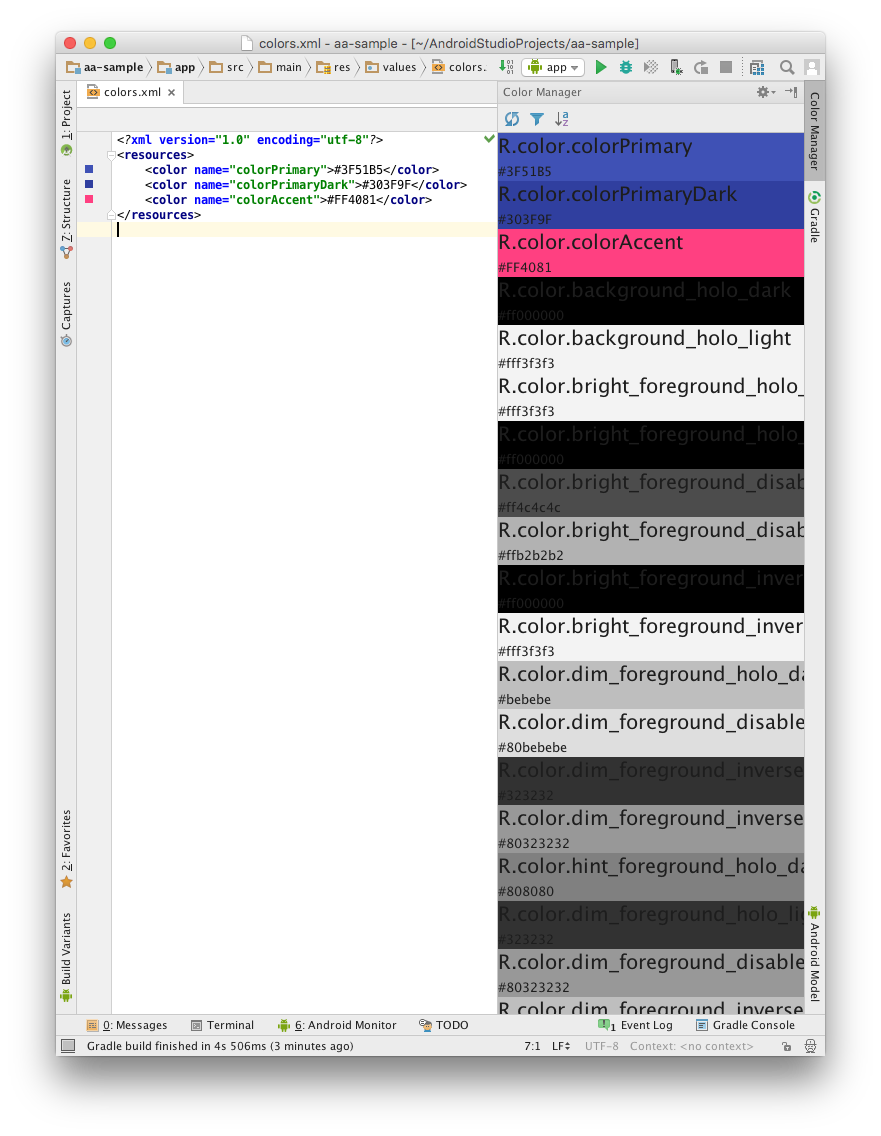 colors.xml - aa-sample - [~/AndroidStudioProjects/aa-sample]
aa-sample app src main res values colors. app
colors.xml
Color Manager
1: Project
7: Structure
Captures
2: Favorites
Build Variants
<?xml version="1.0" encoding="utf-8"?>
<resources>
<color name="colorPrimary">#3F51B5</color>
<color name="colorPrimaryDark">#303F9F</color>
<color name="colorAccent">#FF4081</color>
</resources>
R.color.colorPrimary
#3F51B5
R.color.colorPrimaryDark
#303F9F
R.color.colorAccent
#FF4081
R.color.background_holo_dark
#ff000000
R.color.background_holo_light
#fff3f3f3
R.color.bright_foreground_holo_
#fff3f3f3
R.color.bright_foreground_holo_
#ff000000
R.color.bright_foreground_disab
#ff4c4c4c
R.color.bright_foreground_disab
#ffb2b2b2
R.color.bright_foreground_inver
#ff000000
R.color.bright_foreground_inver
#fff3f3f3
R.color.dim_foreground_holo_da
#bebebe
R.color.dim_foreground_disable
#80bebebe
R.color.dim_foreground_inverse
#323232
R.color.dim_foreground_inverse
#80323232
R.color.hint_foreground_holo_da
#808080
R.color.dim_foreground_holo_lig
#323232
R.color.dim_foreground_disable
#80323232
R.color.dim_foreground_inverse
Color Manager
Gradle
Android Model
0: Messages Terminal 6: Android Monitor TODO 1 Event Log Gradle Console
Gradle build finished in 4s 506ms (3 minutes ago) 7:1 LF UTF-8 Context: <no context>